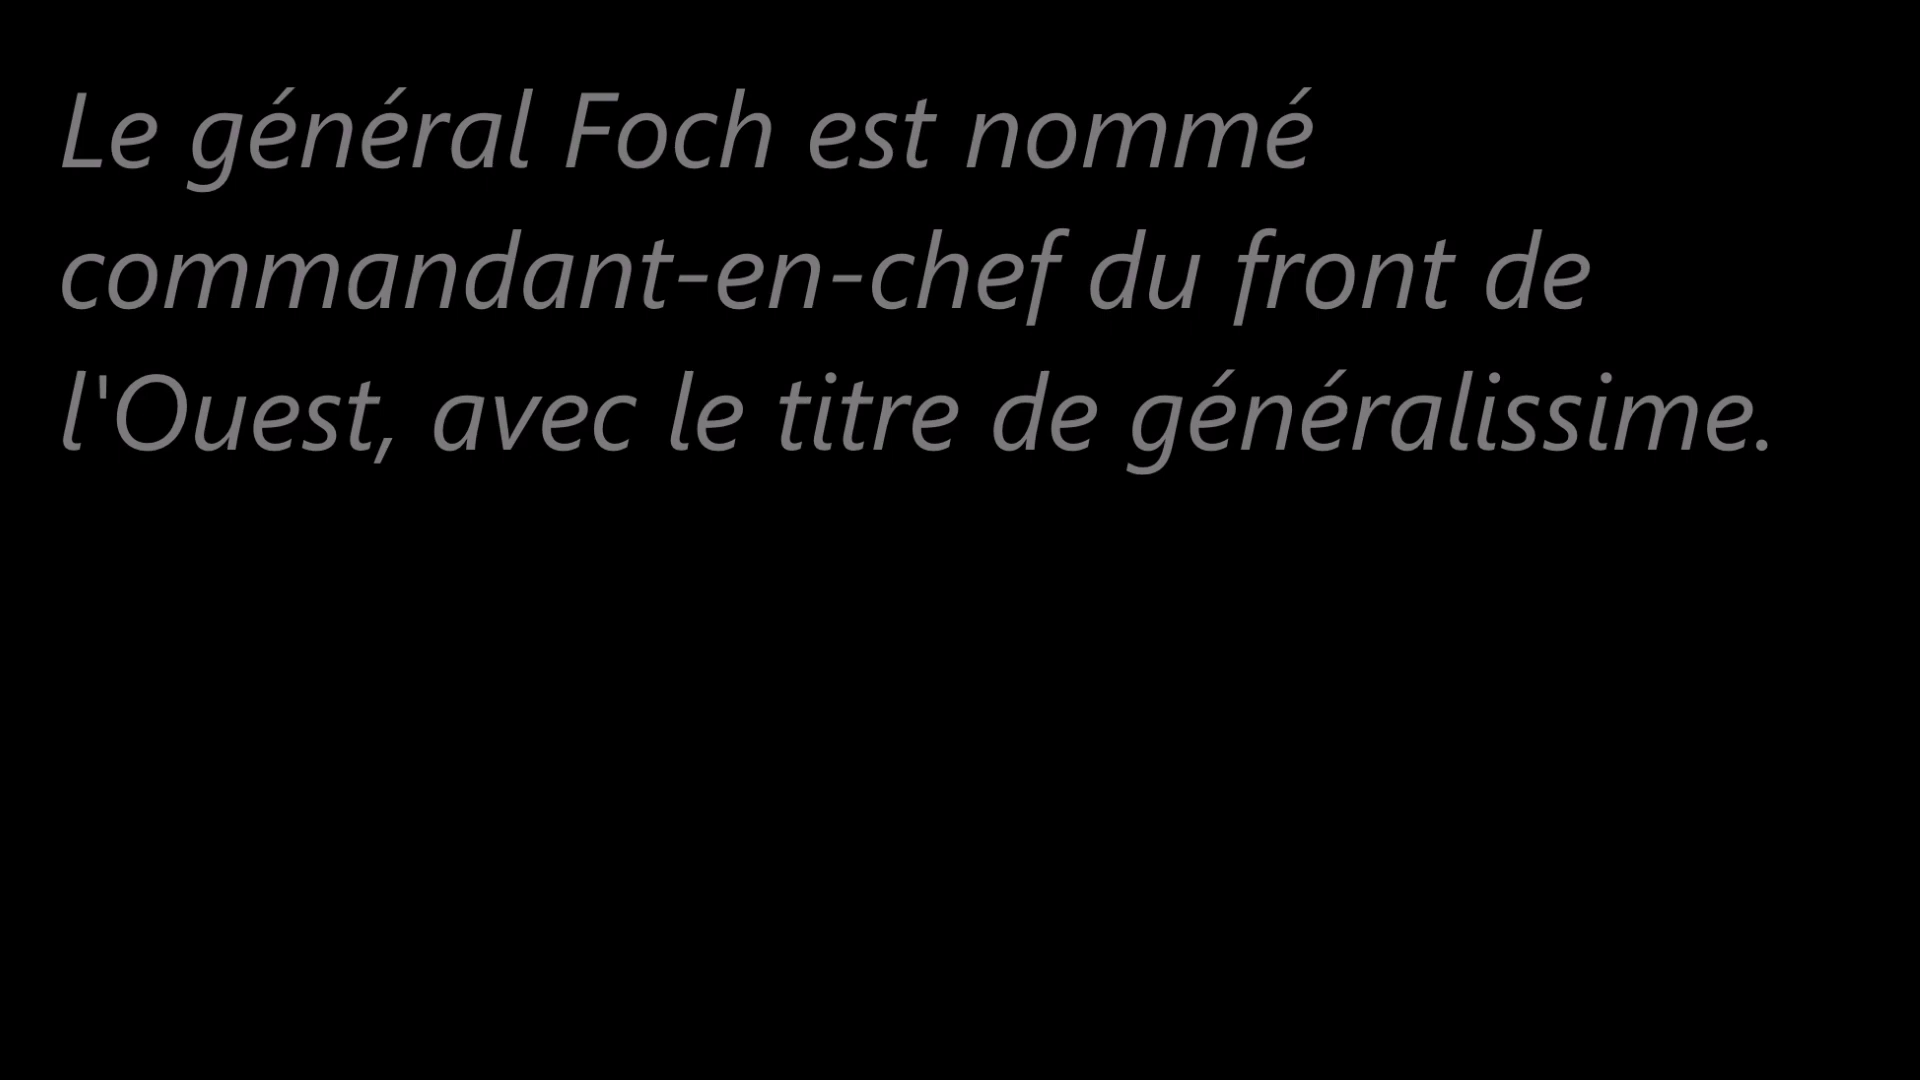 Le général Foch est nommé
commandant-en-chef du front de
l'Ouest, avec le titre de généralissime.